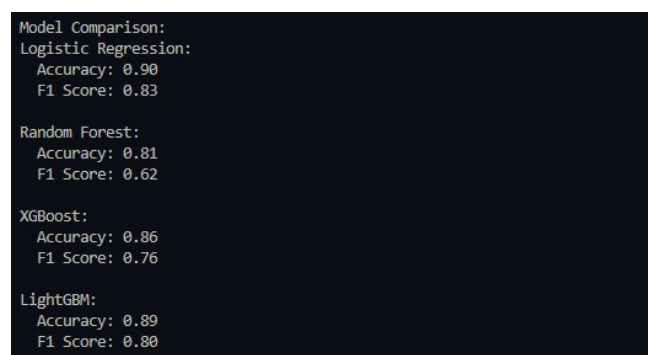 Model Comparison:
Logistic Regression:
Accuracy: 0.90
F1 Score: 0.83
Random Forest:
Accuracy: 0.81
F1 Score: 0.62
XGBoost:
Accuracy: 0.86
F1 Score: 0.76
LightGBM:
Accuracy: 0.89
F1 Score: 0.80